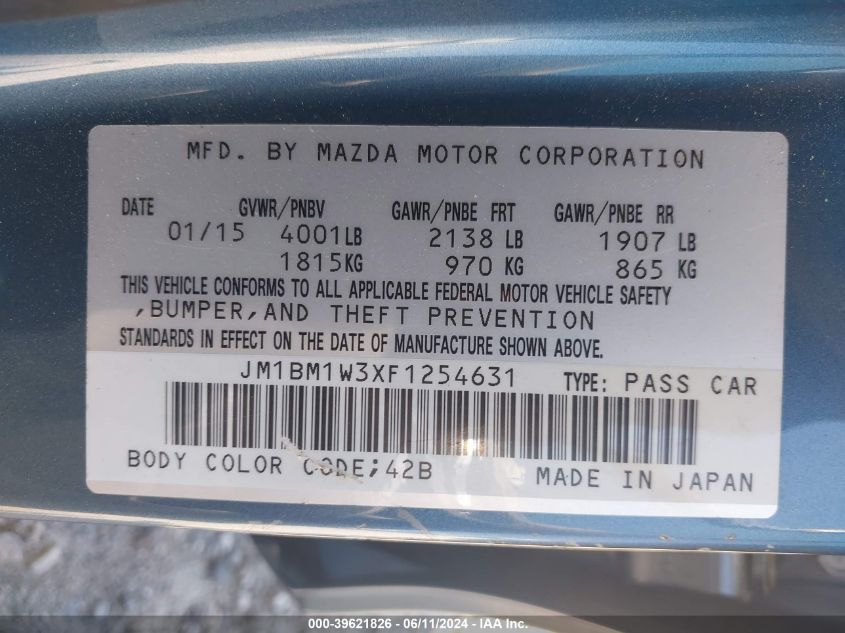 MFD. BY MAZDA MOTOR CORPORATION
DATE GVWR/PNBV GAWR/PNBE FRT GAWR/PNBE RR
01/15 4001LB 2138 LB 1907 LB
1815KG 970 KG 865 KG
THIS VEHICLE CONFORMS TO ALL APPLICABLE FEDERAL MOTOR VEHICLE SAFETY
,BUMPER,AND THEFT PREVENTION
STANDARDS IN EFFECT ON THE DATE OF MANUFACTURE SHOWN ABOVE.
JM1BM1W3XF1254631 TYPE: PASS CAR
BODY COLOR CODE;42B MADE IN JAPAN
000-39621826 - 06/11/2024 - IAA Inc.